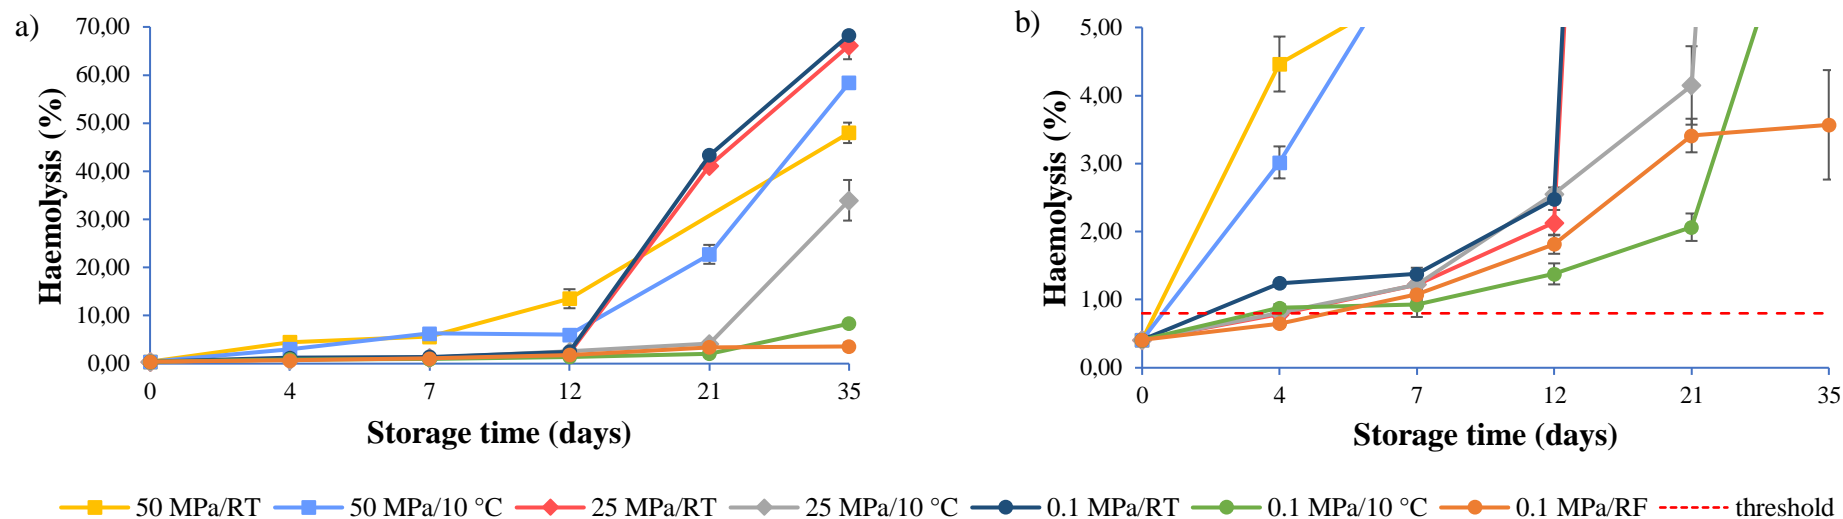 a)
70,00
60,00
50,00
40,00
30,00
20,00
10,00
0,00
Haemolysis (%)
0 4 7 12 21 35
Storage time (days)
b)
5,00
4,00
3,00
2,00
1,00
0,00
Haemolysis (%)
0 4 7 12 21 35
Storage time (days)
50 MPa/RT 50 MPa/10 °C 25 MPa/RT 25 MPa/10 °C 0.1 MPa/RT 0.1 MPa/10 °C 0.1 MPa/RF threshold